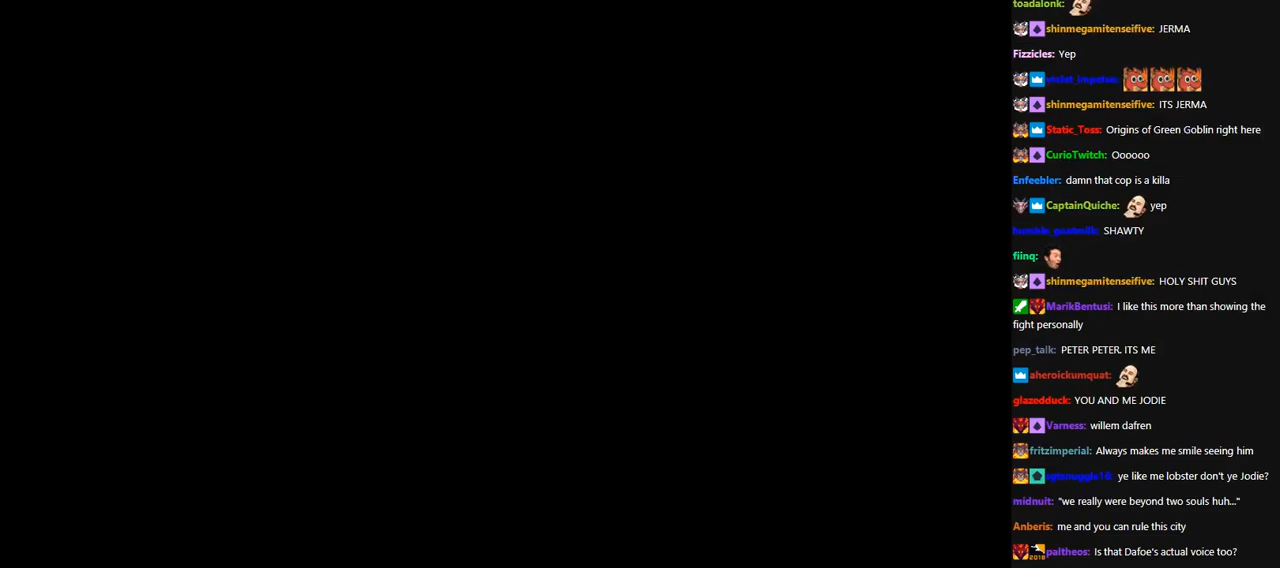 toadalonk:
shinmegamitenseifive: JERMA
Fizzicles: Yep
violet_impetus:
shinmegamitenseifive: ITS JERMA
Static_Toss: Origins of Green Goblin right here
CurioTwitch: Oooooo
Enfeebler: damn that cop is a killa
CaptainQuiche: yep
humble_goatmilk: SHAWTY
fiinq:
shinmegamitenseifive: HOLY SHIT GUYS
MarikBentusi: I like this more than showing the
fight personally
pep_talk: PETER PETER. ITS ME
aheroickumquat:
glazedduck: YOU AND ME JODIE
Varness: willem dafren
fritzimperial: Always makes me smile seeing him
ye like me lobster don't ye Jodie?
midnuit: "we really were beyond two souls huh..."
Anberis: me and you can rule this city
2018 paltheos: Is that Dafoe's actual voice too?